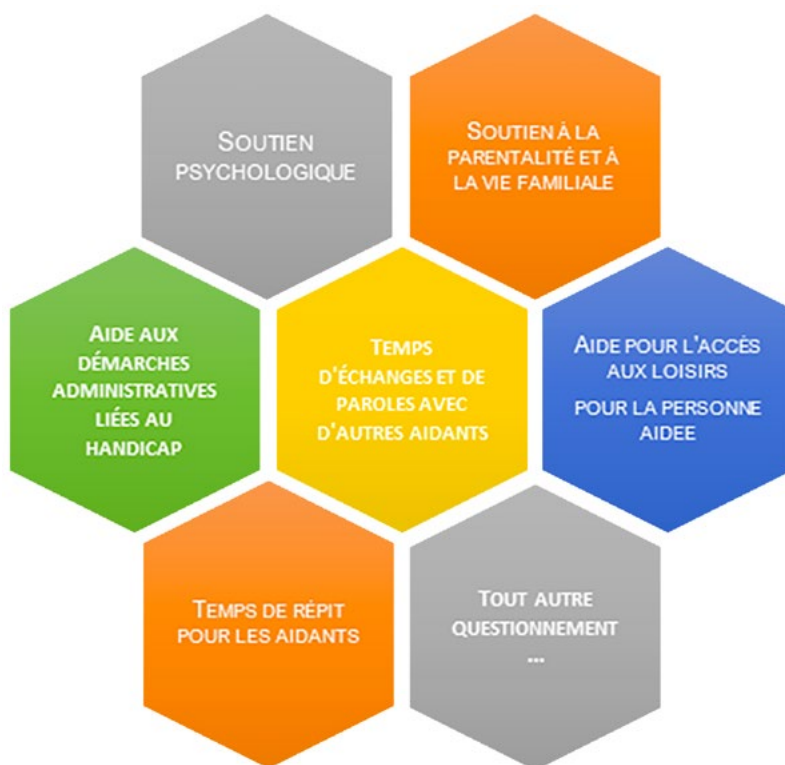 SOUTIEN
PSYCHOLOGIQUE
SOUTIEN À LA
PARENTALITÉ ET À
LA VIE FAMILIALE
AIDE AUX
DÉMARCHES
ADMINISTRATIVES
LIÉES AU
HANDICAP
TEMPS
D'ÉCHANGES ET DE
PAROLES AVEC
D'AUTRES AIDANTS
AIDE POUR L'ACCÉS
AUX LOISIRS
POUR LA PERSONNE
AIDEE
TEMPS DE RÉPIT
POUR LES AIDANTS
TOUT AUTRE
QUESTIONNEMENT
...